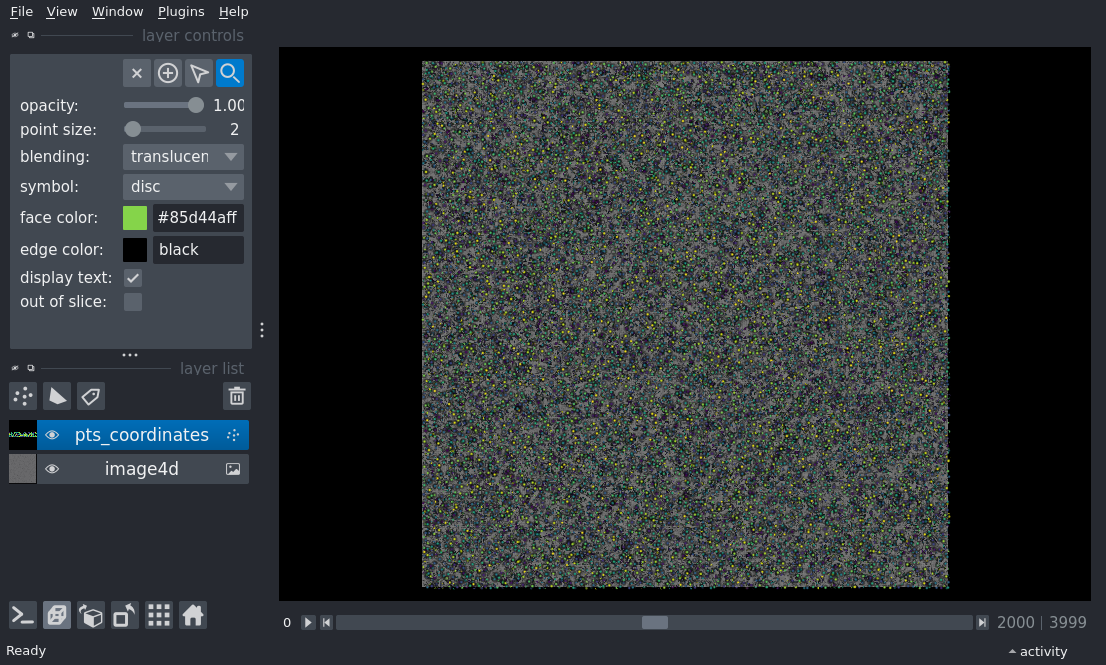 File View Window Plugins Help
layer controls
opacity: 1.00
point size: 2
blending: translucen
symbol: disc
face color: #85d44aff
edge color: black
display text:
out of slice:
layer list
pts_coordinates
image4d
0 2000 | 3999
Ready activity